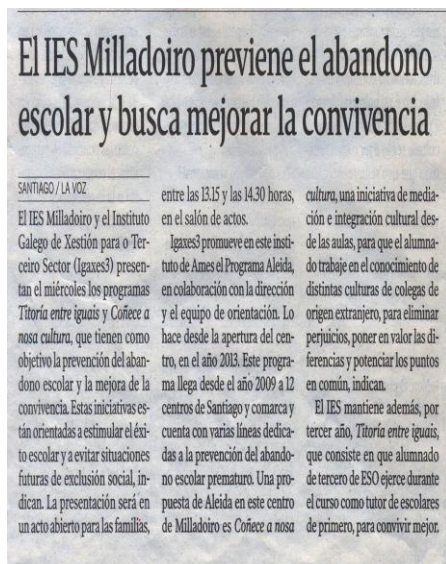 El IES Milladoiro previene el abandono
escolar y busca mejorar la convivencia
SANTIAGO / LA VOZ
El IES Milladoiro y el Instituto
Galego de Xestión para o Ter-
ceiro Sector (Igaxes3) presen-
tan el miércoles los programas
Titoría entre iguais y Coñece a
nosa cultura, que tienen como
objetivo la prevención del aban-
dono escolar y la mejora de la
convivencia. Estas iniciativas es-
tán orientadas a estimular el éxi-
to escolar y a evitar situaciones
futuras de exclusión social, in-
dican. La presentación será en
un acto abierto para las familias,
entre las 13.15 y las 14.30 horas,
en el salón de actos.
Igaxes3 promueve en este insti-
tuto de Ames el Programa Aleida,
en colaboración con la dirección
y el equipo de orientación. Lo
hace desde la apertura del cen-
tro, en el año 2013. Este progra-
ma llega desde el año 2009 a 12
centros de Santiago y comarca y
cuenta con varias líneas dedica-
das a la prevención del abando-
no escolar prematuro. Una pro-
puesta de Aleida en este centro
de Milladoiro es Coñece a nosa
cultura, una iniciativa de media-
ción e integración cultural des-
de las aulas, para que el alumna-
do trabaje en el conocimiento de
distintas culturas de colegas de
origen extranjero, para eliminar
perjuicios, poner en valor las di-
ferencias y potenciar los puntos
en común, indican.
El IES mantiene además, por
tercer año, Titoría entre iguais,
que consiste en que alumnado
de tercero de ESO ejerce durante
el curso como tutor de escolares
de primero, para convivir mejor.